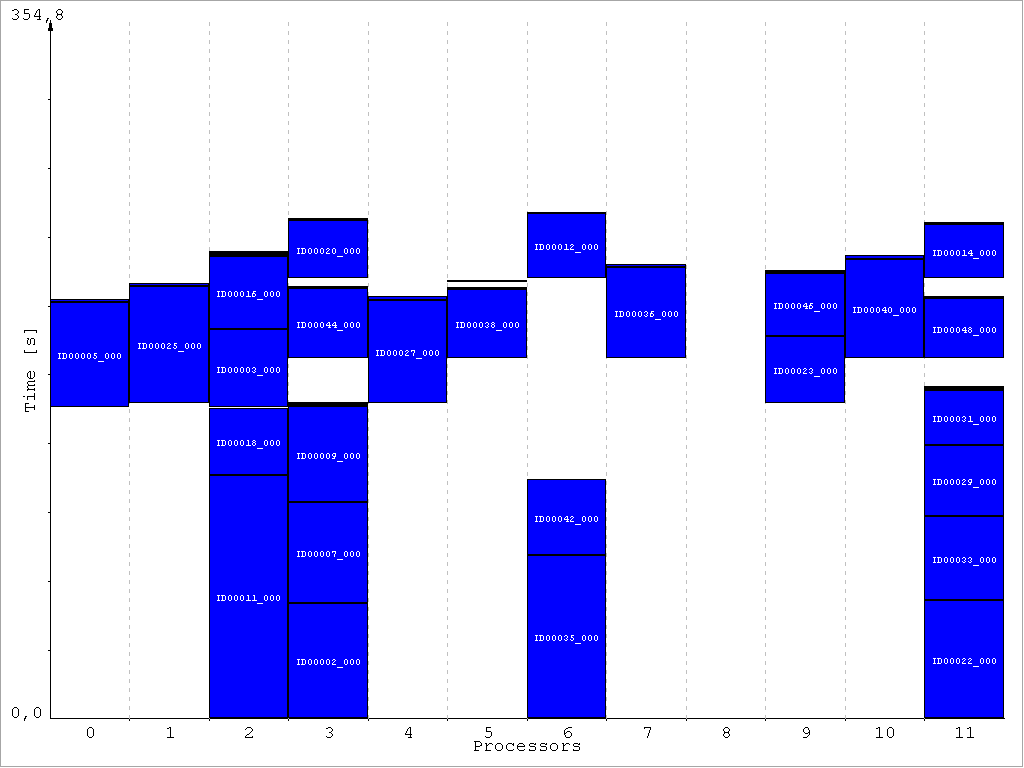 354,8
ID00012_000
ID00020_000
ID00014_000
ID00016_000
ID00046_000
ID00040_000
ID00036_000
ID00044_000
ID00038_000
ID00048_000
ID00025_000
ID00027_000
ID00005_000
ID00003_000
ID00023_000
Time [s]
ID00031_000
ID00018_000
ID00009_000
ID00029_000
ID00042_000
ID00007_000
ID00033_000
ID00011_000
ID00035_000
ID00002_000
ID00022_000
0,0
0 1 2 3 4 5 6 7 8 9 10 11
Processors